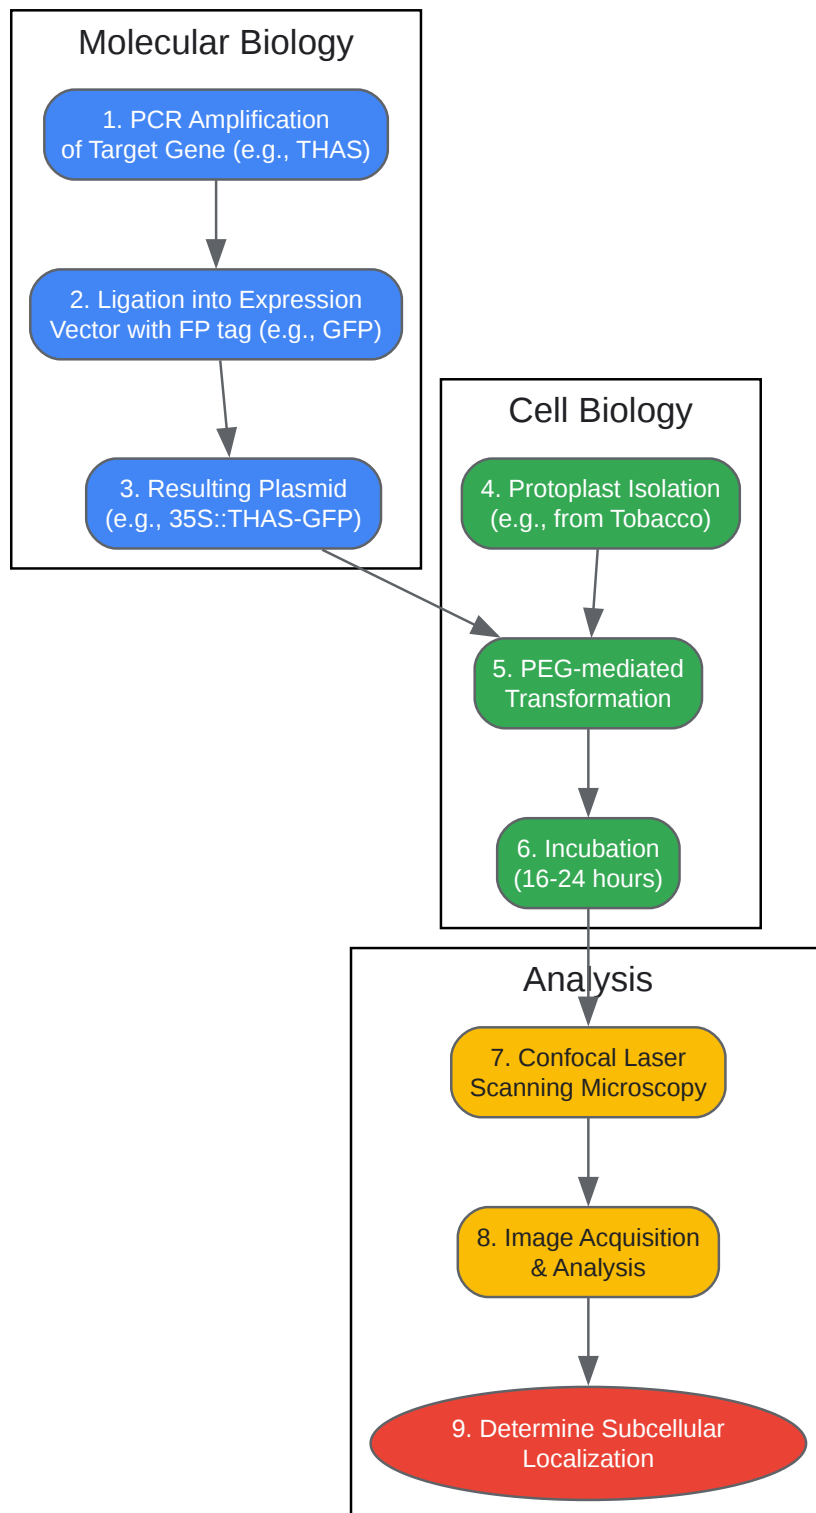 Molecular Biology
1. PCR Amplification
of Target Gene (e.g., THAS)
2. Ligation into Expression
Vector with FP tag (e.g., GFP)
3. Resulting Plasmid
(e.g., 35S::THAS-GFP)
Cell Biology
4. Protoplast Isolation
(e.g., from Tobacco)
5. PEG-mediated
Transformation
6. Incubation
(16-24 hours)
Analysis
7. Confocal Laser
Scanning Microscopy
8. Image Acquisition
& Analysis
9. Determine Subcellular
Localization